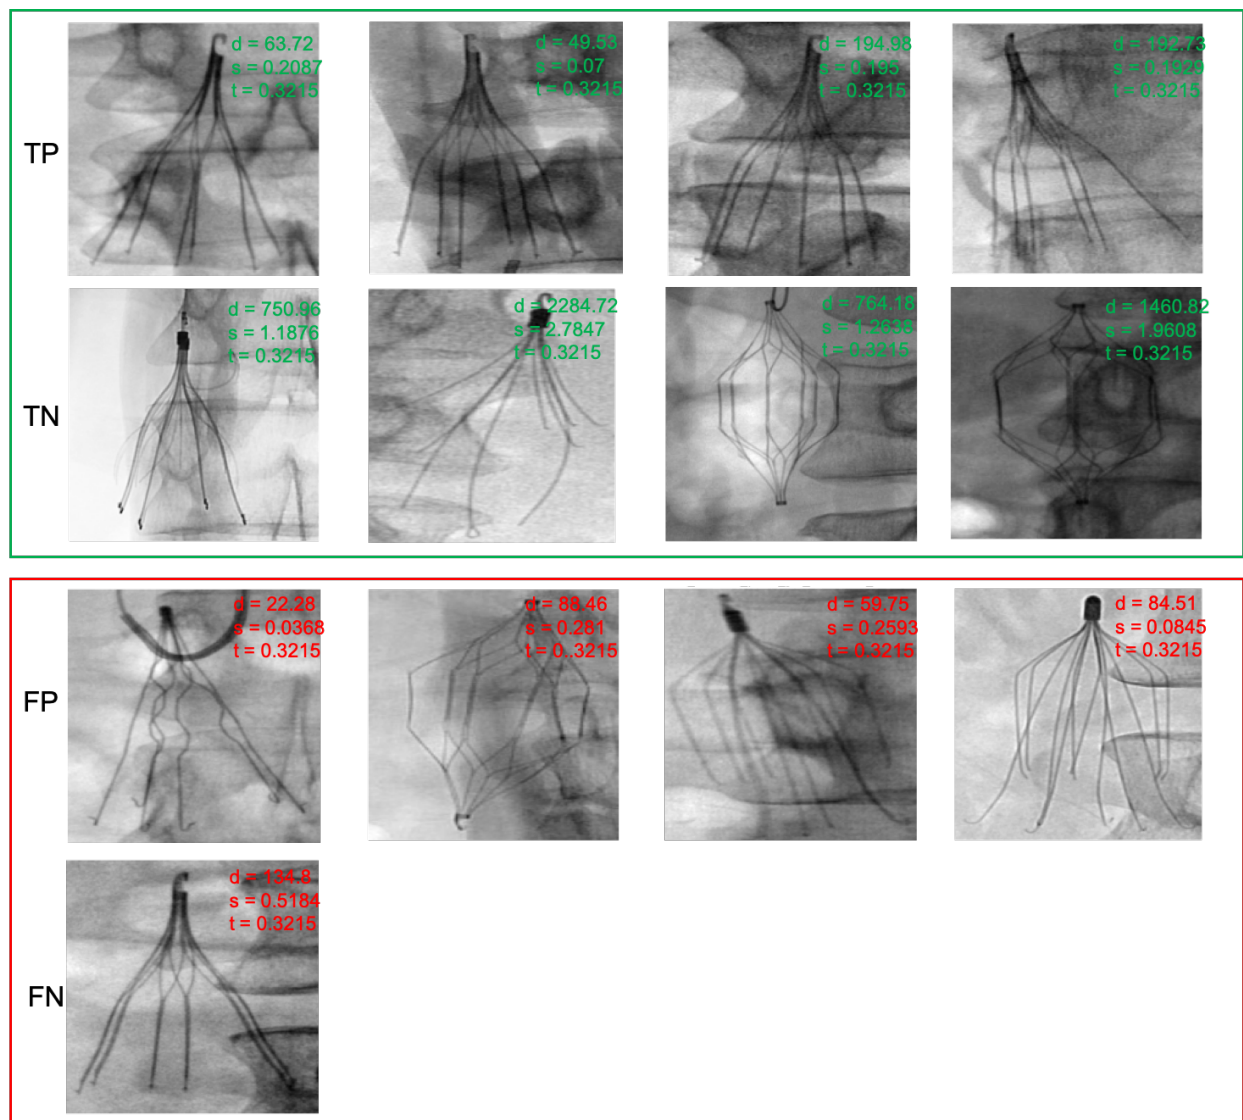 TP
d = 63.72
s = 0.2087
t = 0.3215
d = 49.53
s = 0.07
t = 0.3215
d = 194.98
s = 0.195
t = 0.3215
d = 192.73
s = 0.1929
t = 0.3215
TN
d = 750.96
s = 1.1876
t = 0.3215
d = 2284.72
s = 2.7847
t = 0.3215
d = 764.18
s = 1.2638
t = 0.3215
d = 1460.82
s = 1.9608
t = 0.3215
FP
d = 22.28
s = 0.0368
t = 0.3215
d = 88.46
s = 0.281
t = 0..3215
d = 59.75
s = 0.2593
t = 0.3215
d = 84.51
s = 0.0845
t = 0.3215
FN
d = 134.8
s = 0.5184
t = 0.3215